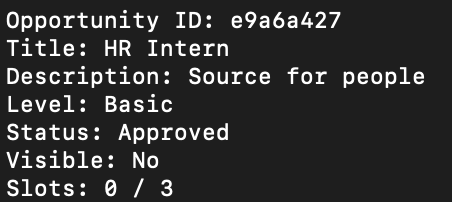 Opportunity ID: e9a6a427
Title: HR Intern
Description: Source for people
Level: Basic
Status: Approved
Visible: No
Slots: 0 / 3